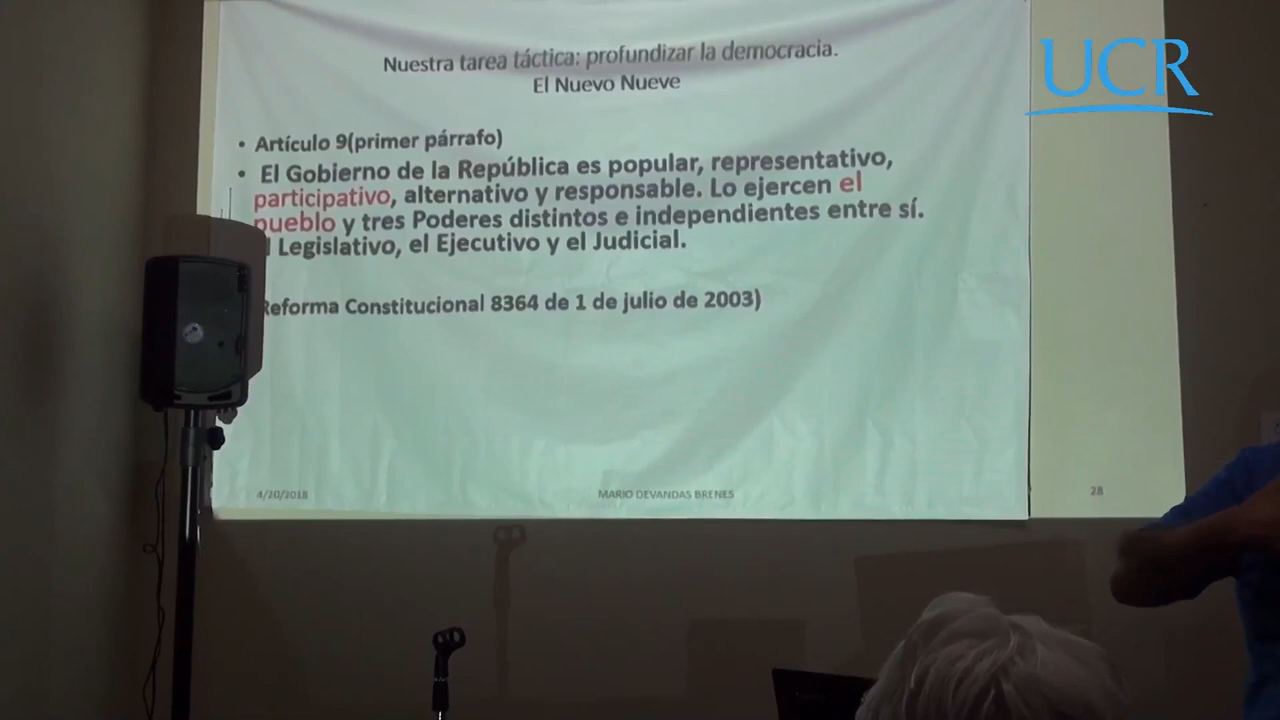 UCR
Nuestra tarea táctica: profundizar la democracia.
El Nuevo Nueve
• Artículo 9(primer párrafo)
• El Gobierno de la República es popular, representativo,
participativo, alternativo y responsable. Lo ejercen el
pueblo y tres Poderes distintos e independientes entre sí.
l Legislativo, el Ejecutivo y el Judicial.
Reforma Constitucional 8364 de 1 de julio de 2003)
4/20/2018
MARIO DEVANDAS BRENES
28